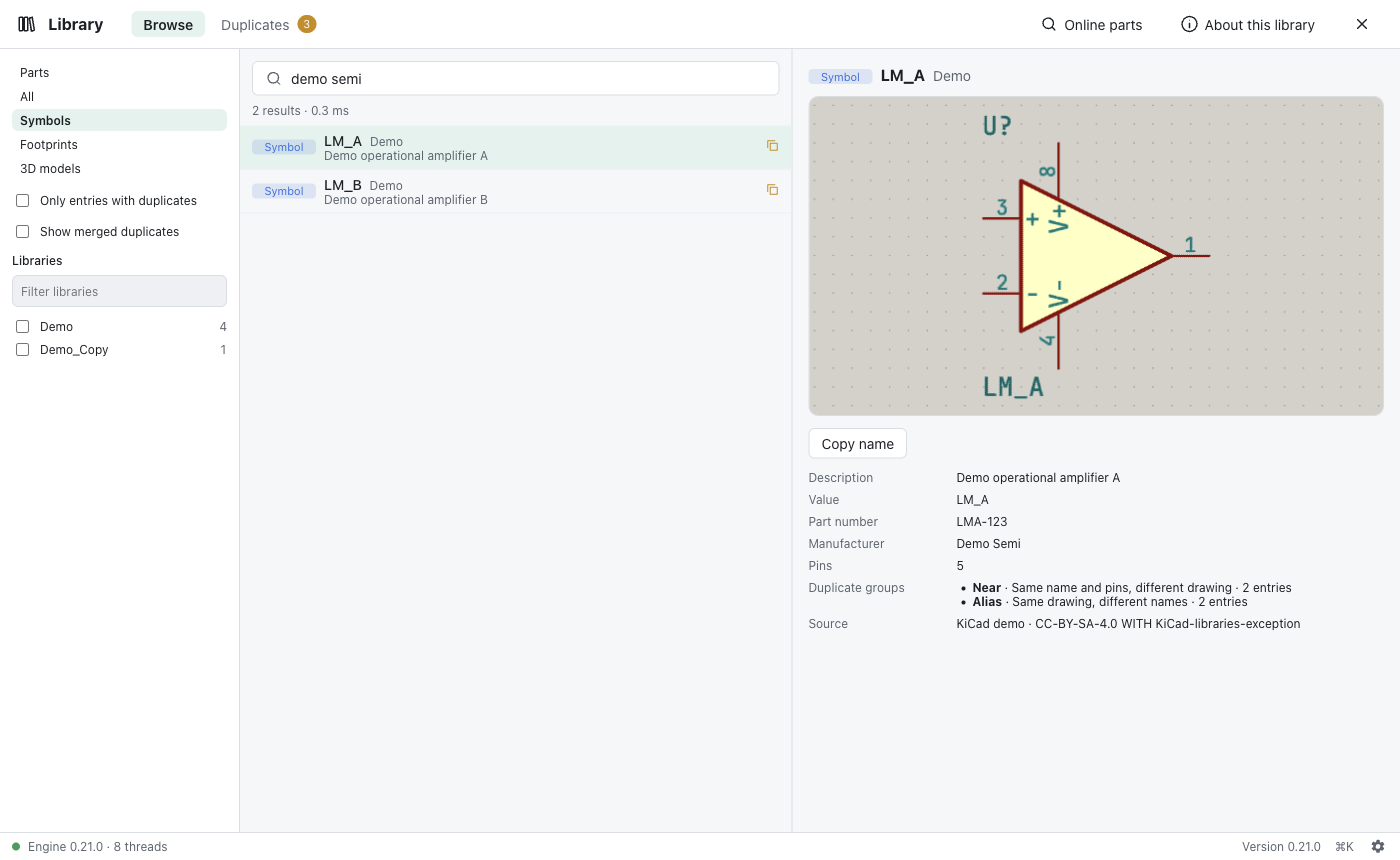 Library
Browse
Duplicates 3
Online parts
About this library
Parts
All
Symbols
Footprints
3D models
Only entries with duplicates
Show merged duplicates
Libraries
Filter libraries
Demo 4
Demo_Copy 1
demo semi
2 results · 0.3 ms
Symbol LM_A Demo
Demo operational amplifier A
Symbol LM_B Demo
Demo operational amplifier B
Symbol LM_A Demo
U?
8
3 + V+
1
2 - V-
4
LM_A
Copy name
Description Demo operational amplifier A
Value LM_A
Part number LMA-123
Manufacturer Demo Semi
Pins 5
Duplicate groups • Near · Same name and pins, different drawing · 2 entries
• Alias · Same drawing, different names · 2 entries
Source KiCad demo · CC-BY-SA-4.0 WITH KiCad-libraries-exception
Engine 0.21.0 · 8 threads
Version 0.21.0 ⌘K